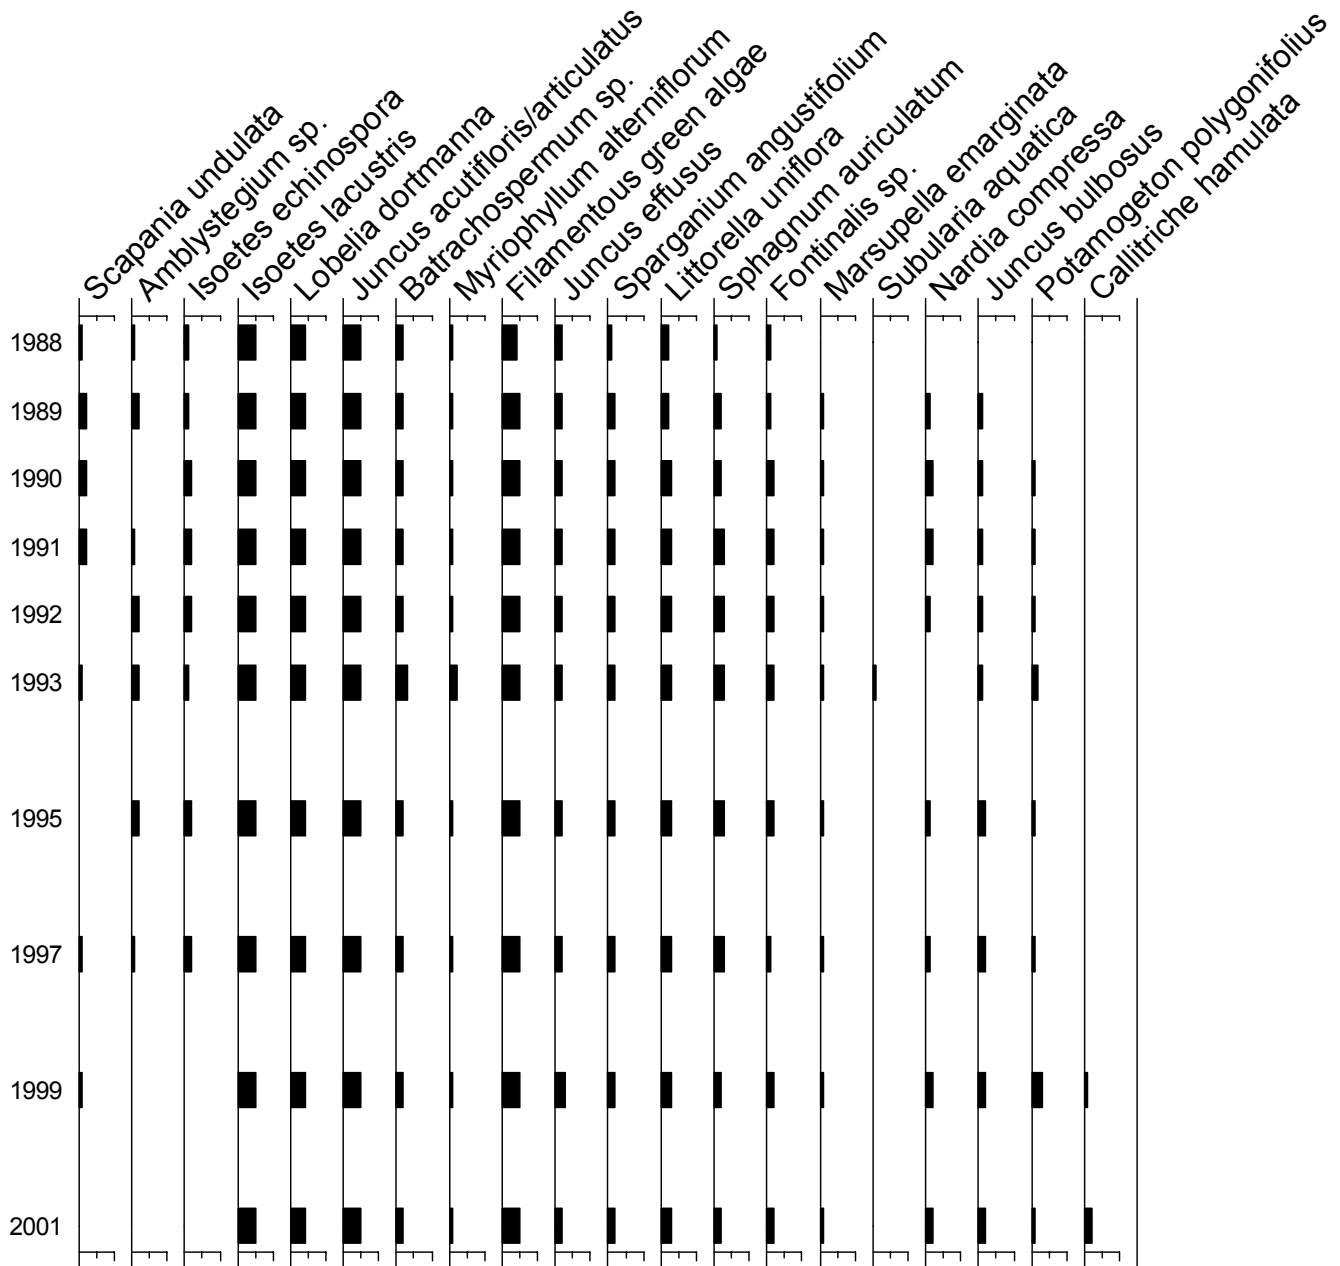 Scapania undulata
Amblystegium sp.
Isoetes echinospora
Isoetes lacustris
Lobelia dortmanna
Juncus acutifloris/articulatus
Batrachospermum sp.
Myriophyllum alterniflorum
Filamentous green algae
Juncus effusus
Sparganium angustifolium
Littorella uniflora
Sphagnum auriculatum
Fontinalis sp.
Marsupella emarginata
Subularia aquatica
Nardia compressa
Juncus bulbosus
Potamogeton polygonifolius
Callitriche hamulata
1988
1989
1990
1991
1992
1993
1995
1997
1999
2001